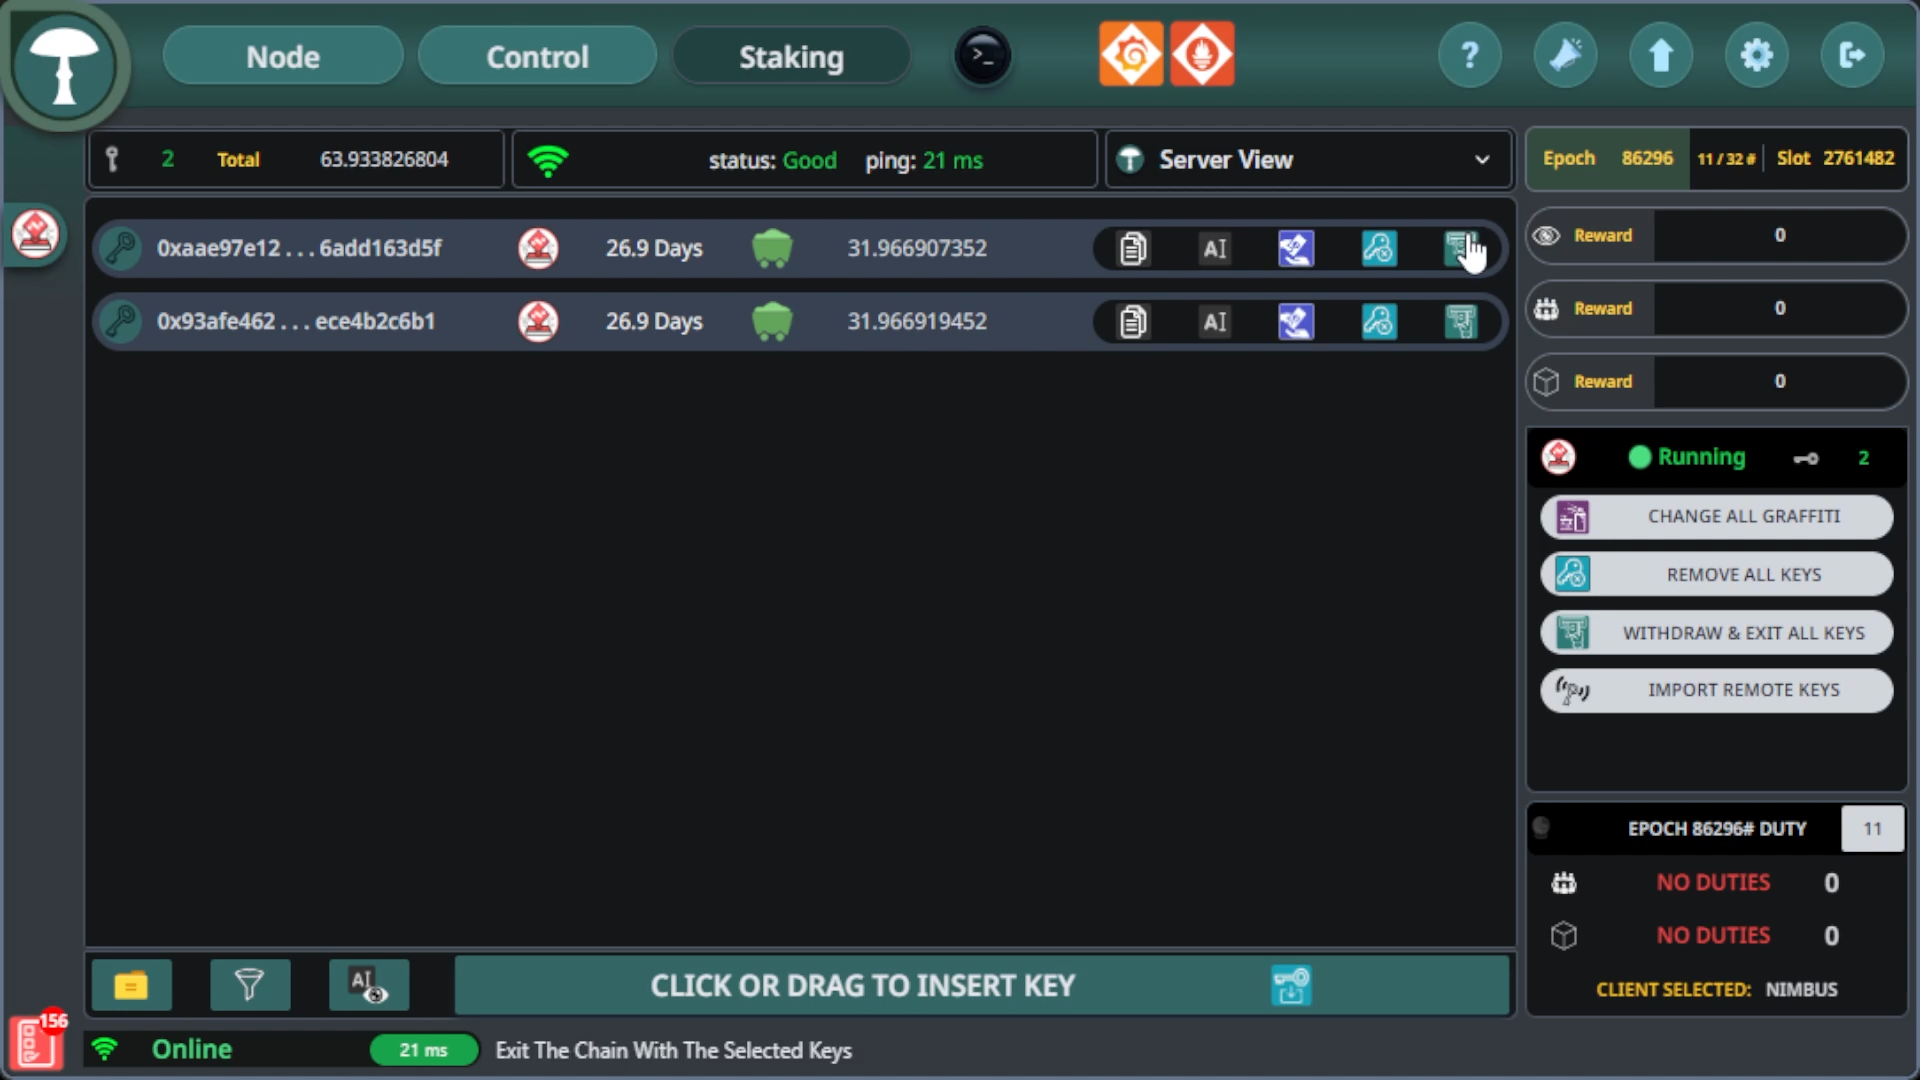 Node Control Staking >_ ?
2 Total 63.933826804 status: Good ping: 21 ms Server View Epoch 86296 11 / 32 # Slot 2761482
0xaae97e12 . . . 6add163d5f 26.9 Days 31.966907352 AI
0x93afe462 . . . ece4b2c6b1 26.9 Days 31.966919452 AI
Reward 0
Reward 0
Reward 0
Running 2
CHANGE ALL GRAFFITI
REMOVE ALL KEYS
WITHDRAW & EXIT ALL KEYS
IMPORT REMOTE KEYS
EPOCH 86296# DUTY 11
NO DUTIES 0
NO DUTIES 0
CLIENT SELECTED: NIMBUS
AI CLICK OR DRAG TO INSERT KEY
156 Online 21 ms Exit The Chain With The Selected Keys